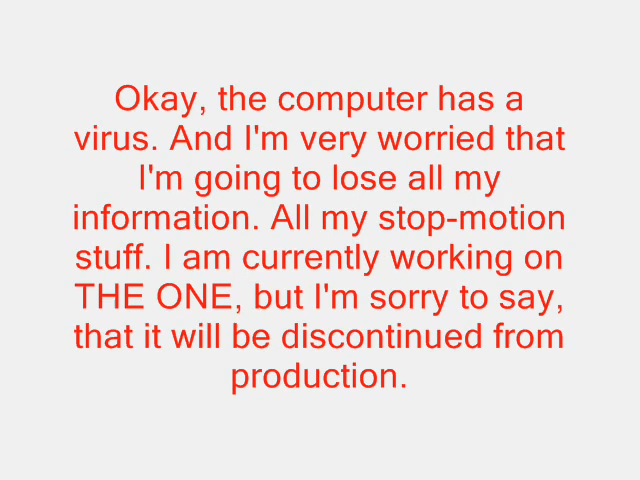 Okay, the computer has a
virus. And I'm very worried that
I'm going to lose all my
information. All my stop-motion
stuff. I am currently working on
THE ONE, but I'm sorry to say,
that it will be discontinued from
production.